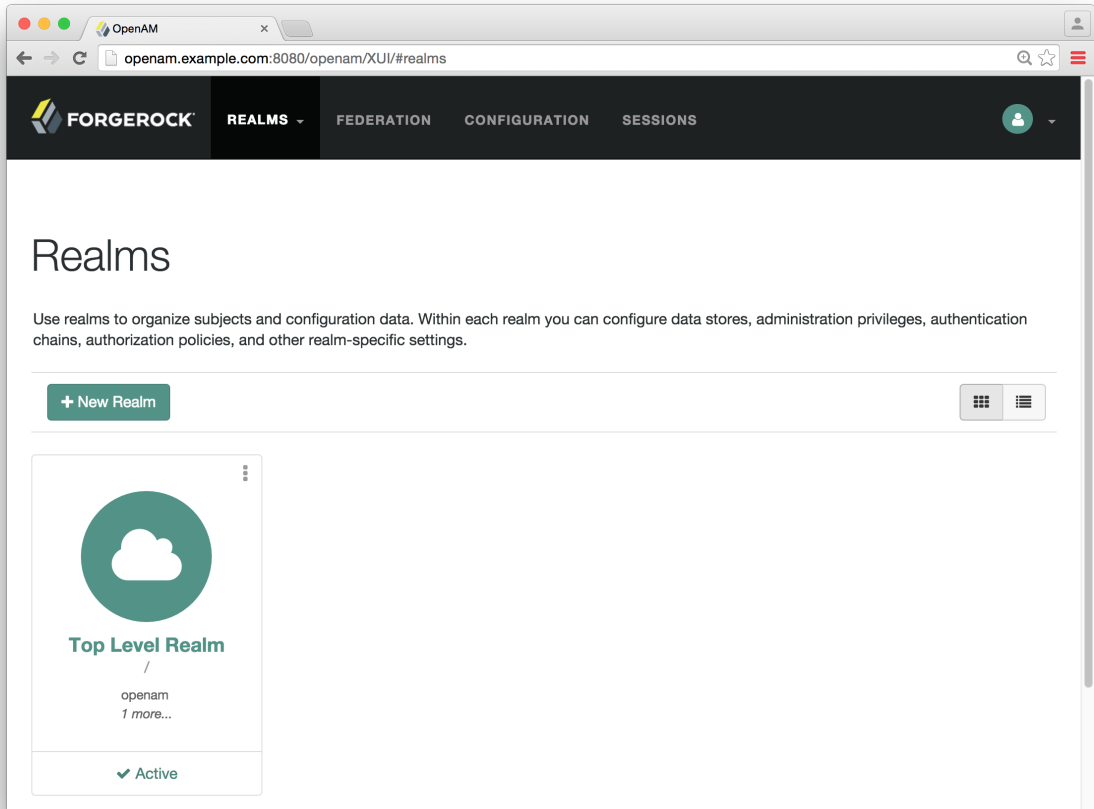 OpenAM
openam.example.com:8080/openam/XUI/#realms
FORGEROCK REALMS FEDERATION CONFIGURATION SESSIONS
Realms
Use realms to organize subjects and configuration data. Within each realm you can configure data stores, administration privileges, authentication
chains, authorization policies, and other realm-specific settings.
+ New Realm
Top Level Realm
/
openam
1 more...
Active